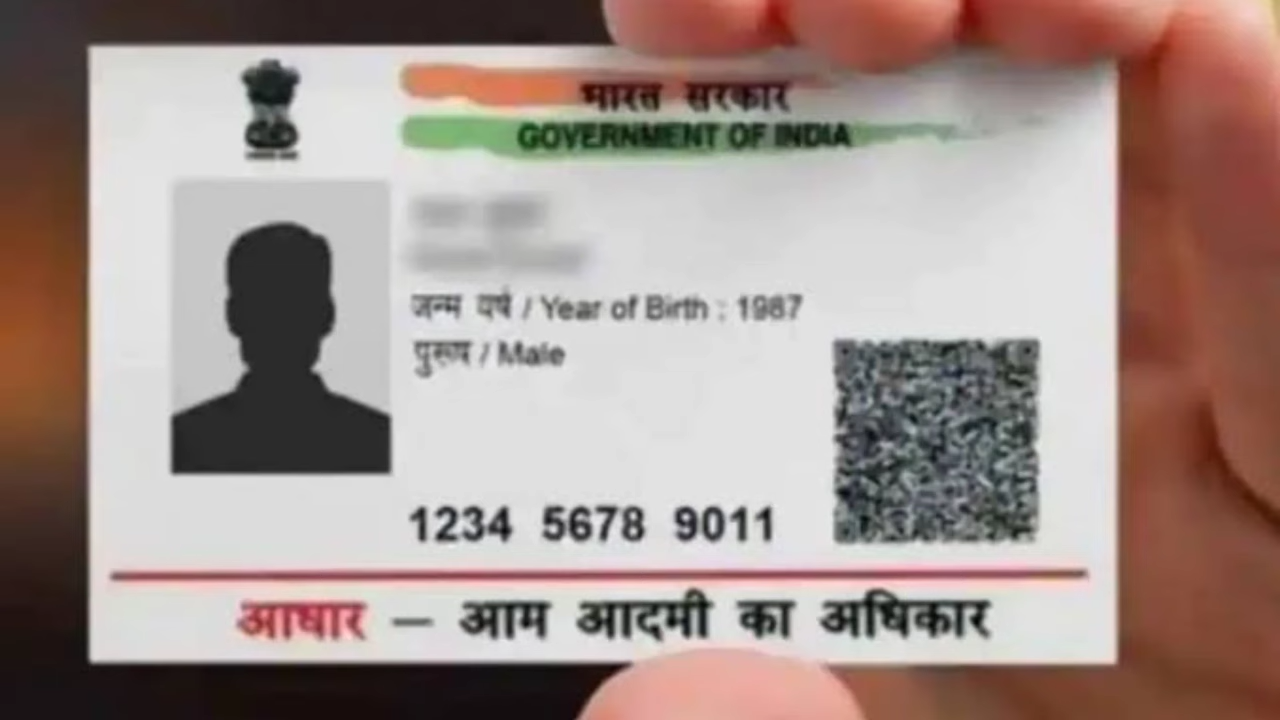 भारत सरकार
GOVERNMENT OF INDIA
जन्म वर्ष / Year of Birth : 1987
पुरूष / Male
1234 5678 9011
आधार – आम आदमी का अधिकार